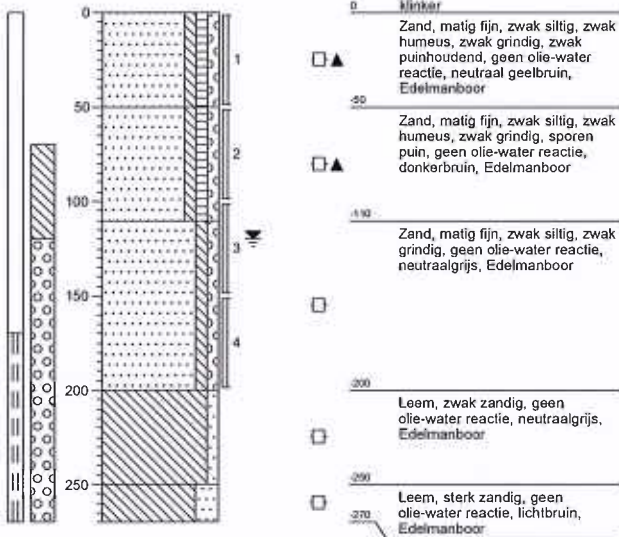 0 klinker
0
Zand, matig fijn, zwak siltig, zwak
humeus, zwak grindig, zwak
puinhoudend, geen olie-water
reactie, neutraal geelbruin,
Edelmanboor
1
50
-50
Zand, matig fijn, zwak siltig, zwak
humeus, zwak grindig, sporen
puin, geen olie-water reactie,
donkerbruin, Edelmanboor
2
100
-110
Zand, matig fijn, zwak siltig, zwak
grindig, geen olie-water reactie,
neutraalgrijs, Edelmanboor
3
150
4
200
-200
Leem, zwak zandig, geen
olie-water reactie, neutraalgrijs,
Edelmanboor
250
-250
Leem, sterk zandig, geen
olie-water reactie, lichtbruin,
Edelmanboor
-270